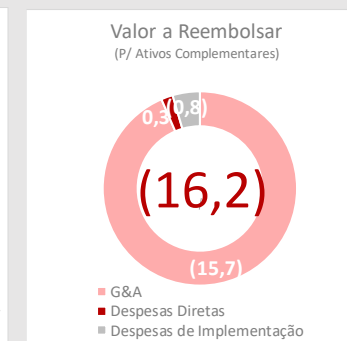 Valor a Reembolsar
(P/ Ativos Complementares)
0,3
(0,8)
(16,2)
(15,7)
G&A
Despesas Diretas
Despesas de Implementação